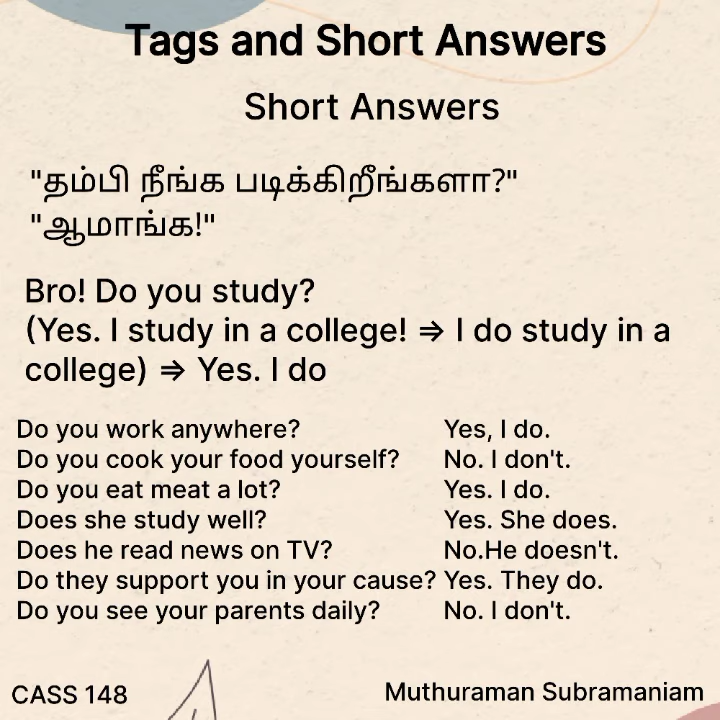 Tags and Short Answers
Short Answers
"தம்பி நீங்க படிக்கிறீங்களா?"
"ஆமாங்க!"
Bro! Do you study?
(Yes. I study in a college! ⇒ I do study in a
college) ⇒ Yes. I do
Do you work anywhere? Yes, I do.
Do you cook your food yourself? No. I don't.
Do you eat meat a lot? Yes. I do.
Does she study well? Yes. She does.
Does he read news on TV? No.He doesn't.
Do they support you in your cause? Yes. They do.
Do you see your parents daily? No. I don't.
CASS 148 Muthuraman Subramaniam